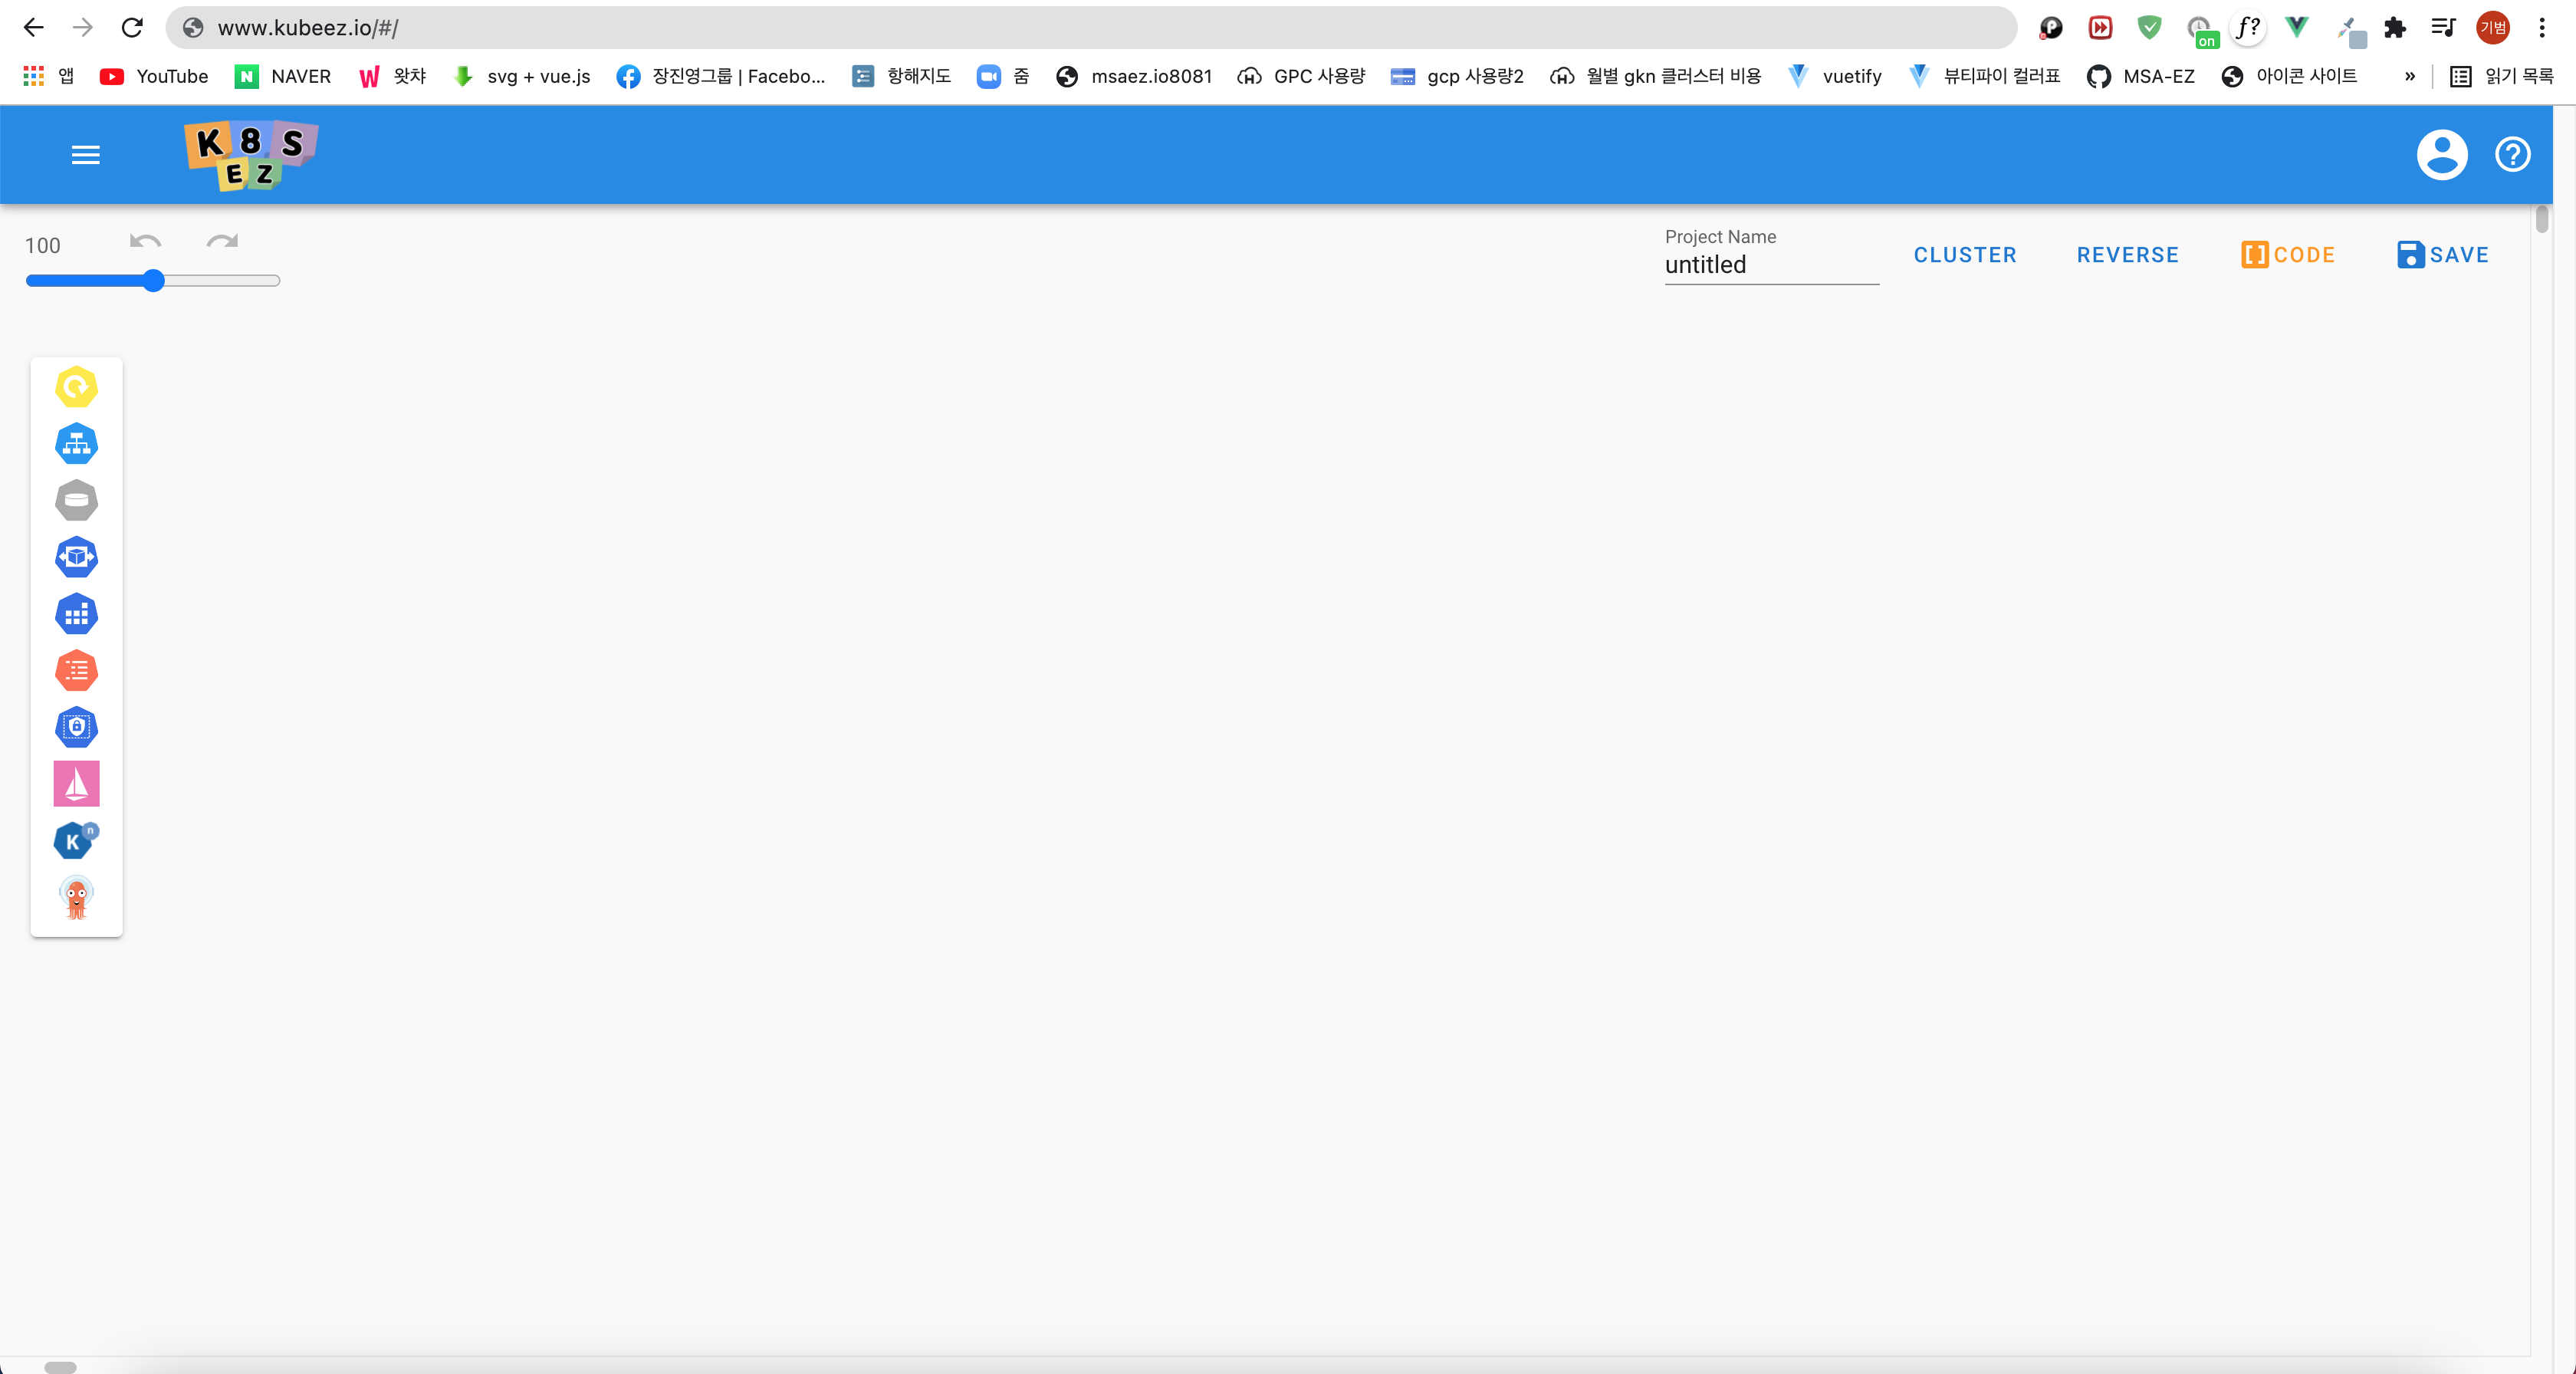 www.kubeez.io/#/
on
f?
기범
앱 YouTube NAVER 왓챠 svg + vue.js 장진영그룹 | Facebo... 항해지도 줌 msaez.io8081 GPC 사용량 gcp 사용량2 월별 gkn 클러스터 비용 vuetify 뷰티파이 컬러표 MSA-EZ 아이콘 사이트 » 읽기 목록
K 8 S
E Z
100
Project Name
untitled
CLUSTER REVERSE CODE SAVE
K n